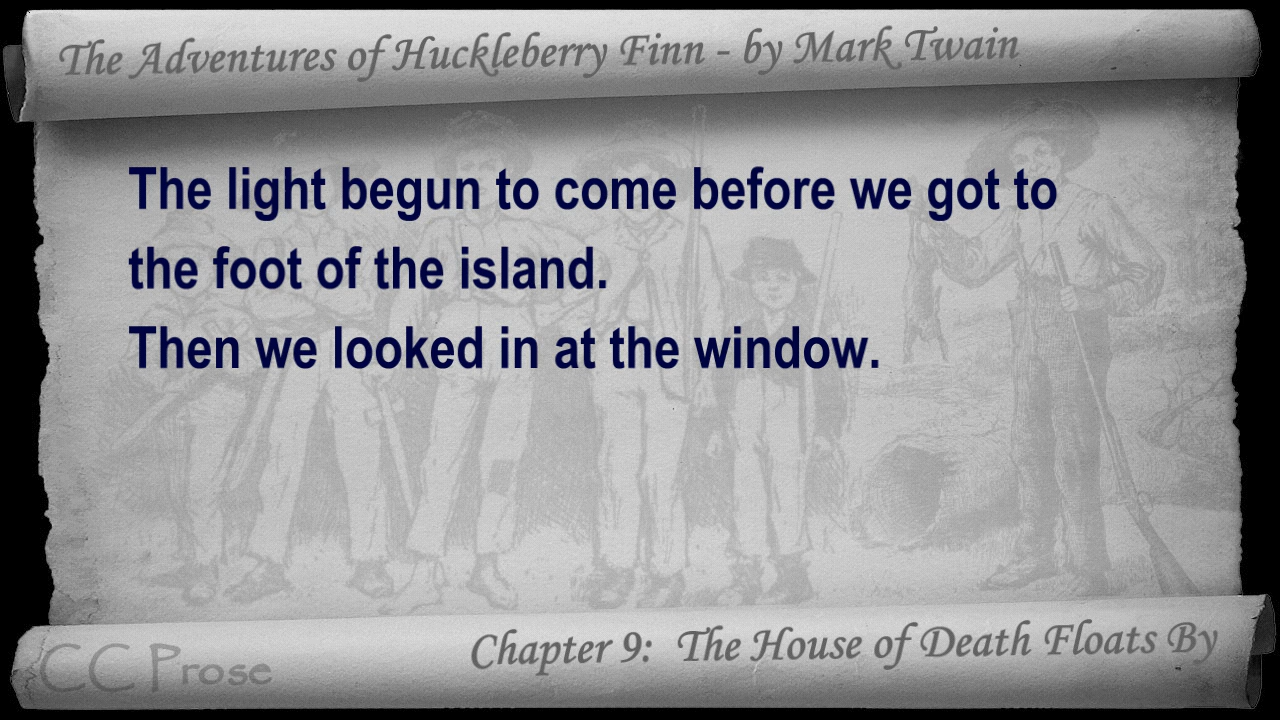 The Adventures of Huckleberry Finn - by Mark Twain
The light begun to come before we got to
the foot of the island.
Then we looked in at the window.
Chapter 9: The House of Death Floats By
CC Prose